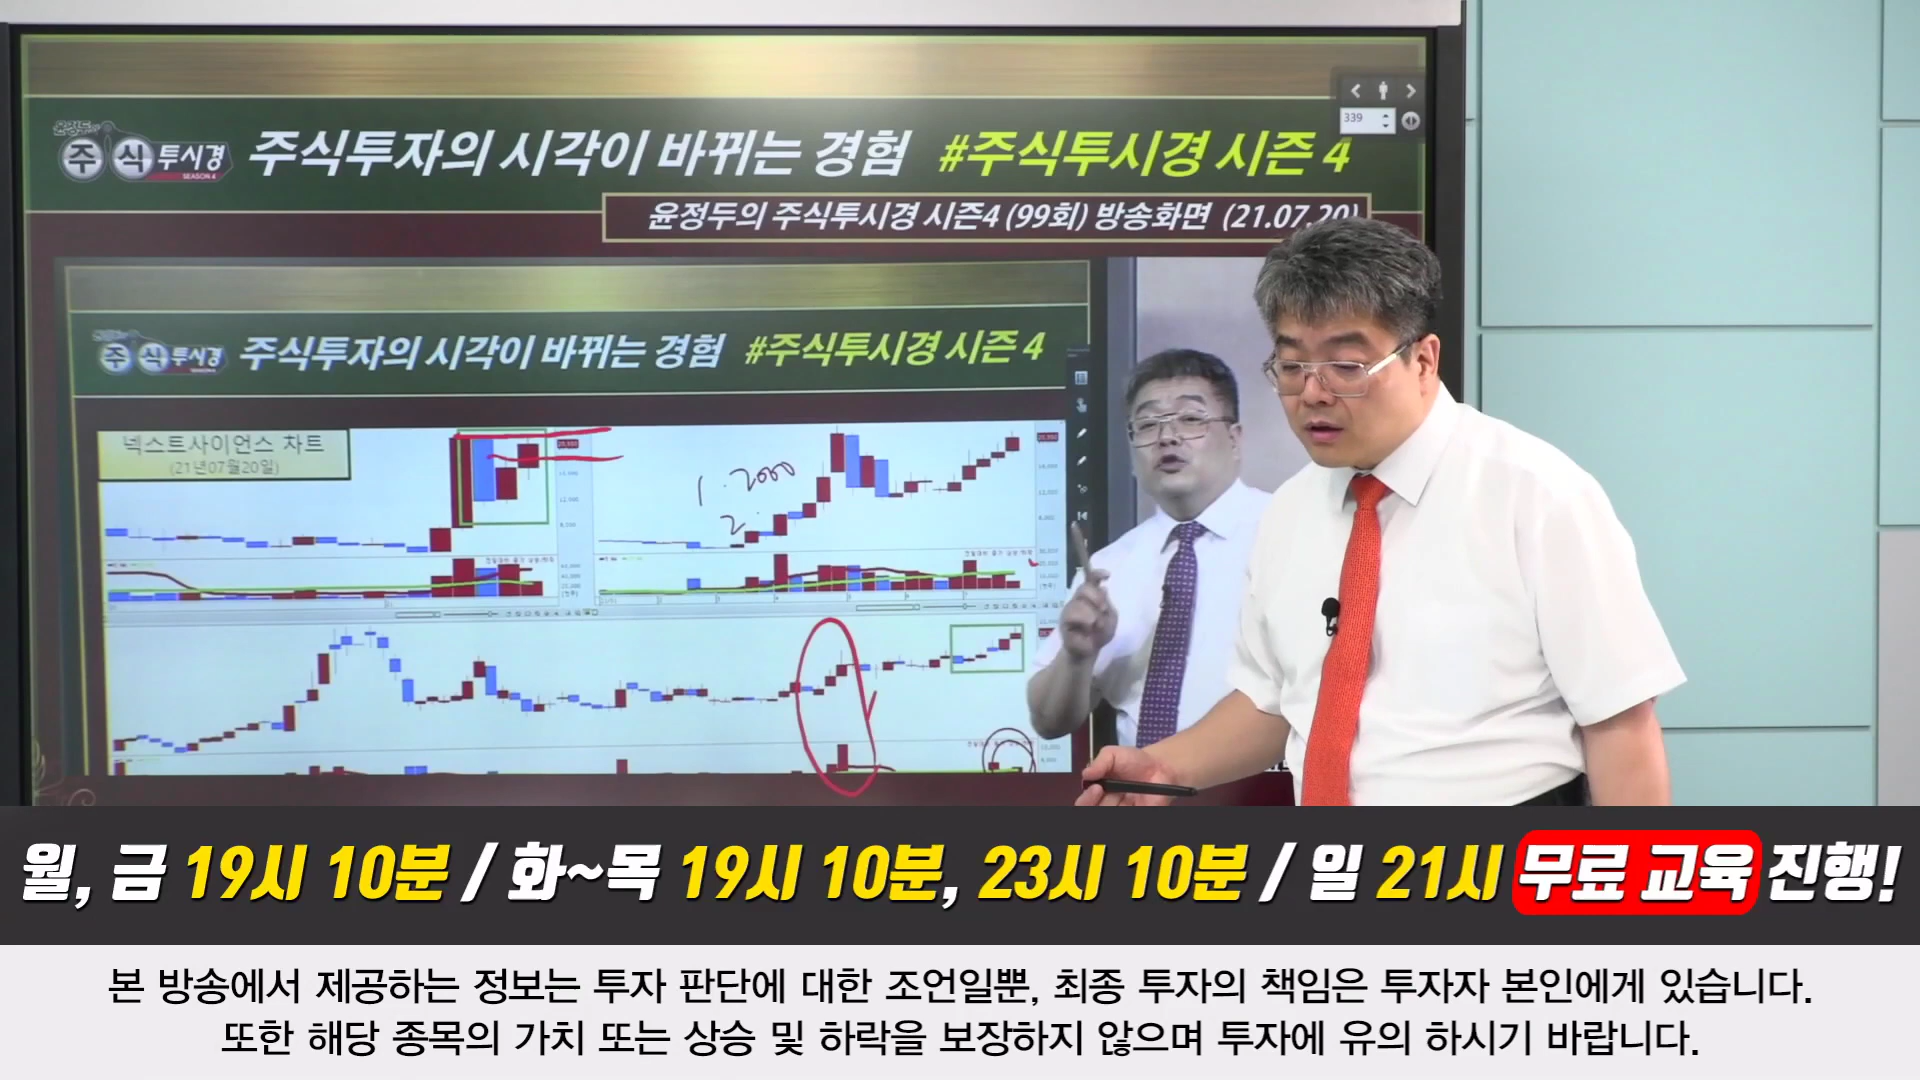 339
윤정두의
주식투시경
SEASON 4
주식투자의 시각이 바뀌는 경험 #주식투시경 시즌 4
윤정두의 주식투시경 시즌4 (99회) 방송화면 (21.07.20)
주식투시경
주식투자의 시각이 바뀌는 경험 #주식투시경 시즌 4
넥스트사이언스 차트
(21년07월20일)
1. 2000
2.
월, 금 19시 10분 / 화~목 19시 10분, 23시 10분 / 일 21시 무료 교육 진행!
본 방송에서 제공하는 정보는 투자 판단에 대한 조언일뿐, 최종 투자의 책임은 투자자 본인에게 있습니다.
또한 해당 종목의 가치 또는 상승 및 하락을 보장하지 않으며 투자에 유의 하시기 바랍니다.